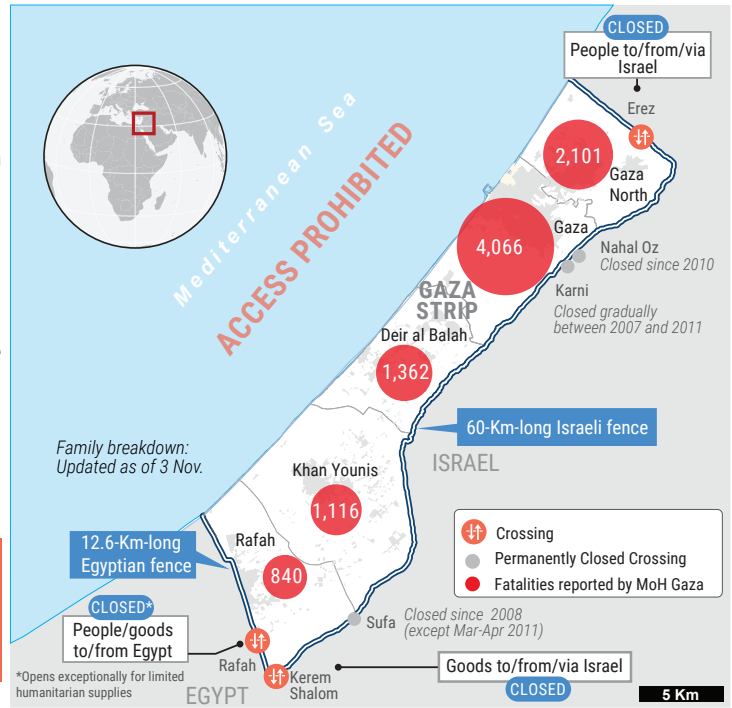 CLOSED
People to/from/via
Israel
Erez
2,101
Gaza
North
Mediterranean Sea
ACCESS PROHIBITED
4,066
Gaza
Nahal Oz
Closed since 2010
Karni
Closed gradually
between 2007 and 2011
GAZA
STRIP
Deir al Balah
1,362
60-Km-long Israeli fence
ISRAEL
Family breakdown:
Updated as of 3 Nov.
Khan Younis
1,116
12.6-Km-long
Egyptian fence
Rafah
840
Crossing
Permanently Closed Crossing
Fatalities reported by MoH Gaza
CLOSED*
People/goods
to/from Egypt
Sufa
Closed since 2008
(except Mar-Apr 2011)
Rafah
Kerem
Shalom
Goods to/from/via Israel
CLOSED
*Opens exceptionally for limited
humanitarian supplies
EGYPT
5 Km